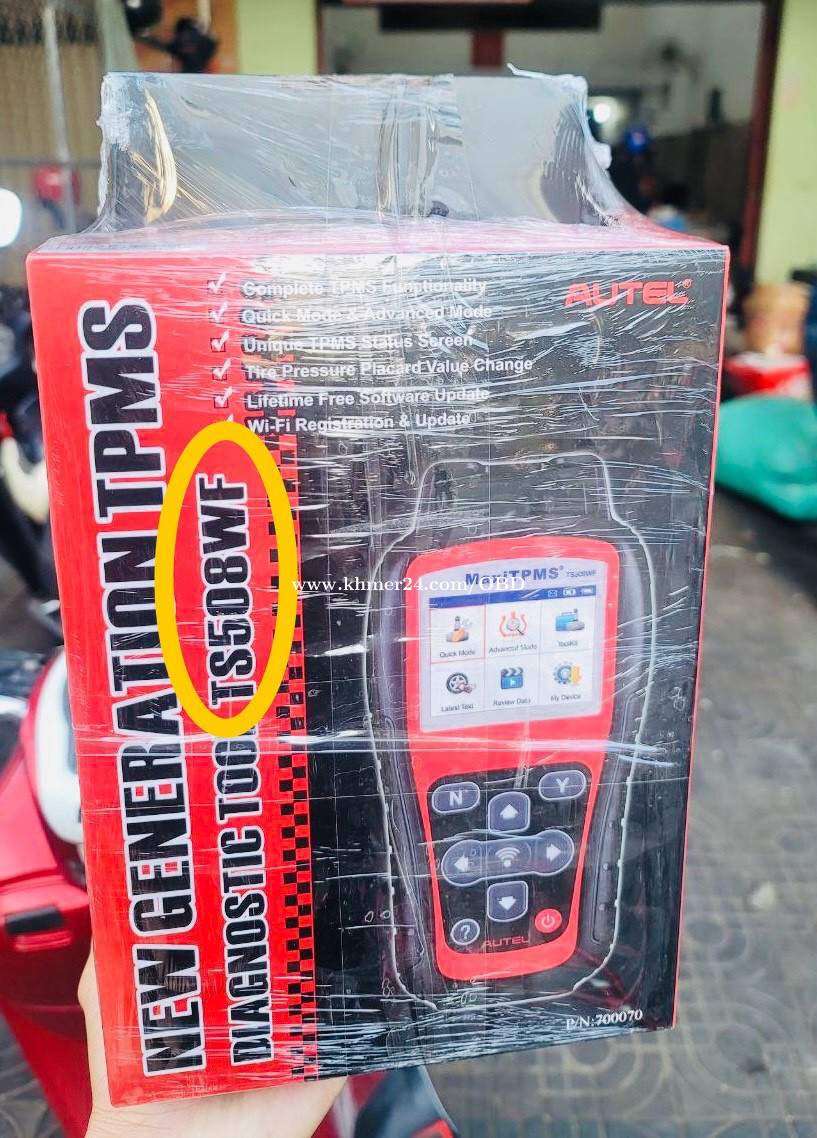 Complete TPMS Functionality
Quick Mode & Advanced Mode
Unique TPMS Status Screen
Tire Pressure Placard Value Change
Lifetime Free Software Update
Wi-Fi Registration & Update
AUTEL®
NEW GENERATION TPMS
DIAGNOSTIC TOOL TS508WF
www.khmer24.com/OBD
MaxiTPMS® TS508WF
Quick Mode
Advanced Mode
ToolKit
Latest Test
Review Data
My Device
N
Y
?
AUTEL
P/N: 700070